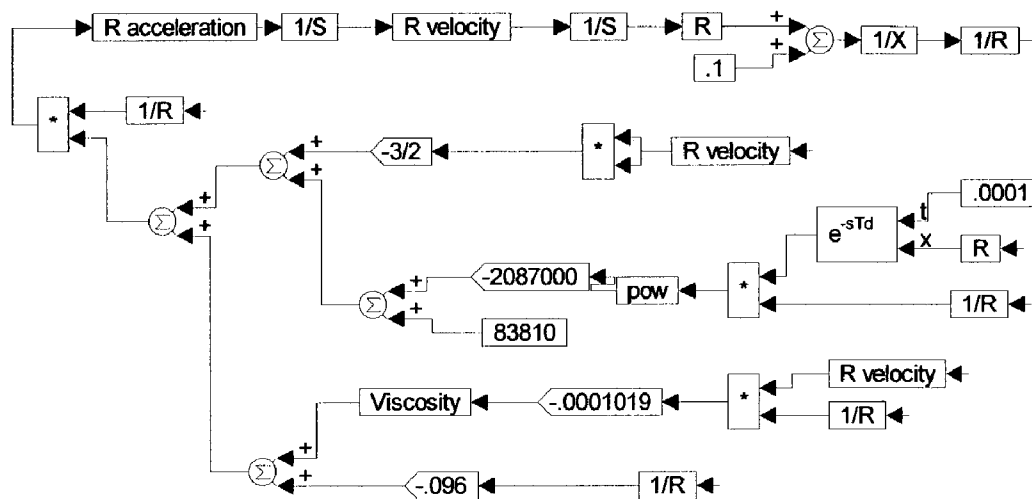 R acceleration 1/S R velocity 1/S R + Σ 1/X 1/R
+ .1
* 1/R
+ Σ + -3/2 * R velocity
+ Σ + +
.0001
t
e-sTd
x R
+ -2087000 pow * 1/R
Σ
+ 83810
Viscosity -.0001019 * R velocity
1/R
+ Σ
+ -.096 1/R